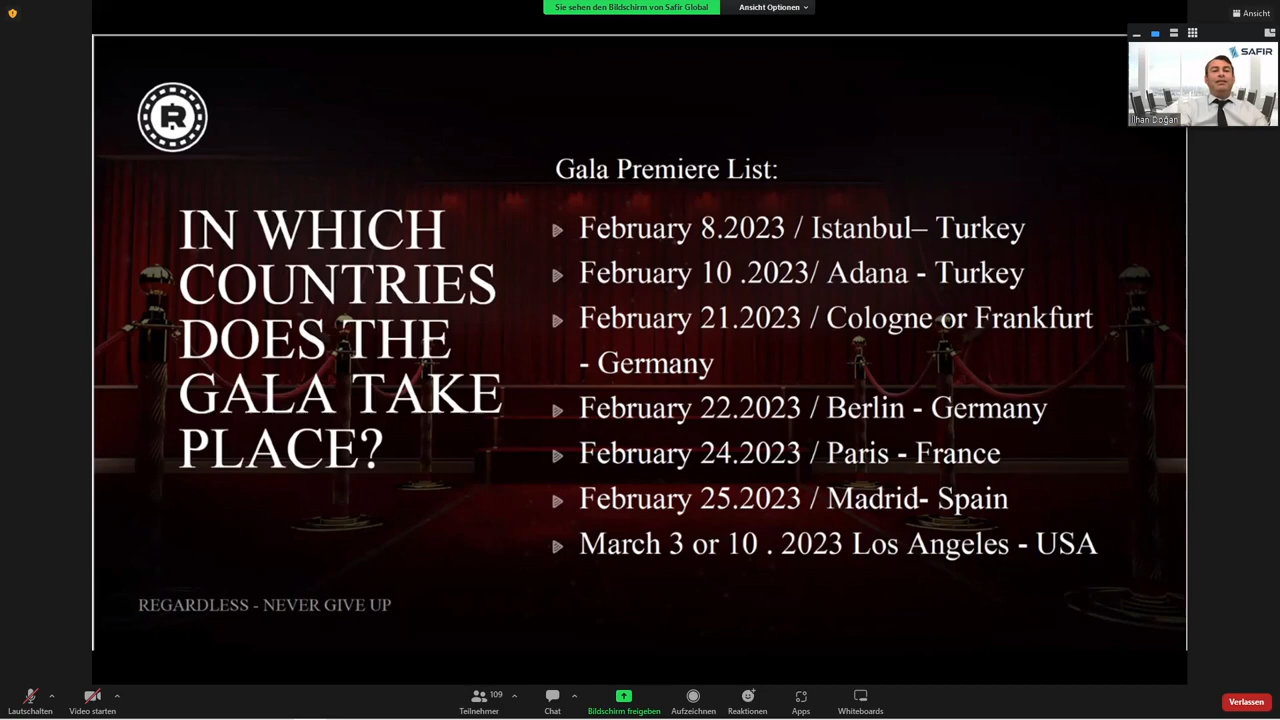 Sie sehen den Bildschirm von Safir Global
Ansicht Optionen
Ansicht
SAFIR
İlhan Doğan
R
Gala Premiere List:
IN WHICH
COUNTRIES
DOES THE
GALA TAKE
PLACE?
February 8.2023 / Istanbul– Turkey
February 10 .2023/ Adana - Turkey
February 21.2023 / Cologne or Frankfurt
- Germany
February 22.2023 / Berlin - Germany
February 24.2023 / Paris - France
February 25.2023 / Madrid- Spain
March 3 or 10 . 2023 Los Angeles - USA
REGARDLESS - NEVER GIVE UP
Lautschalten
Video starten
109
Teilnehmer
Chat
Bildschirm freigeben
Aufzeichnen
Reaktionen
Apps
Whiteboards
Verlassen